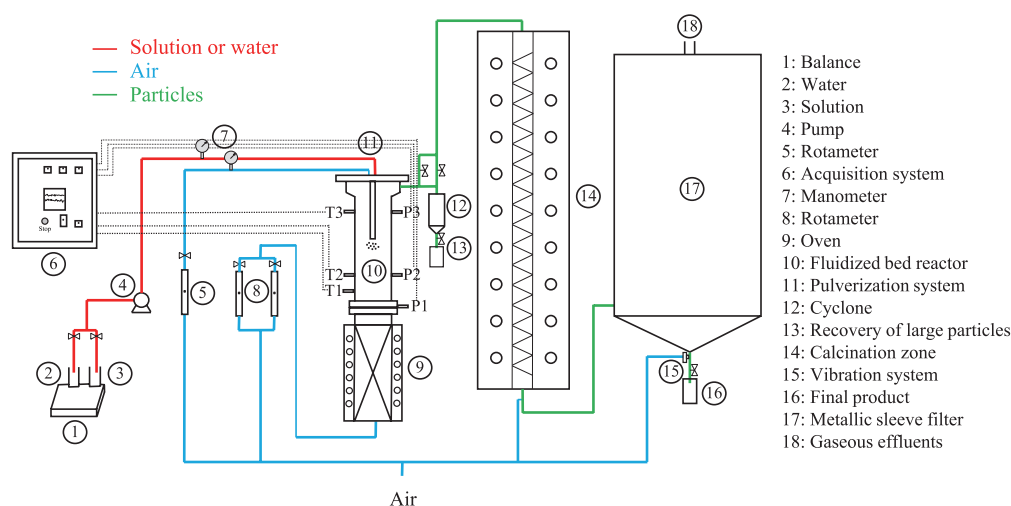 Solution or water
Air
Particles
18
7
11
1: Balance
2: Water
3: Solution
4: Pump
5: Rotameter
6: Acquisition system
7: Manometer
8: Rotameter
9: Oven
10: Fluidized bed reactor
11: Pulverization system
12: Cyclone
13: Recovery of large particles
14: Calcination zone
15: Vibration system
16: Final product
17: Metallic sleeve filter
18: Gaseous effluents
Stop
6
T3
P3
12
14
17
13
10
T2
P2
T1
P1
4
5
8
2
3
9
15
16
1
Air